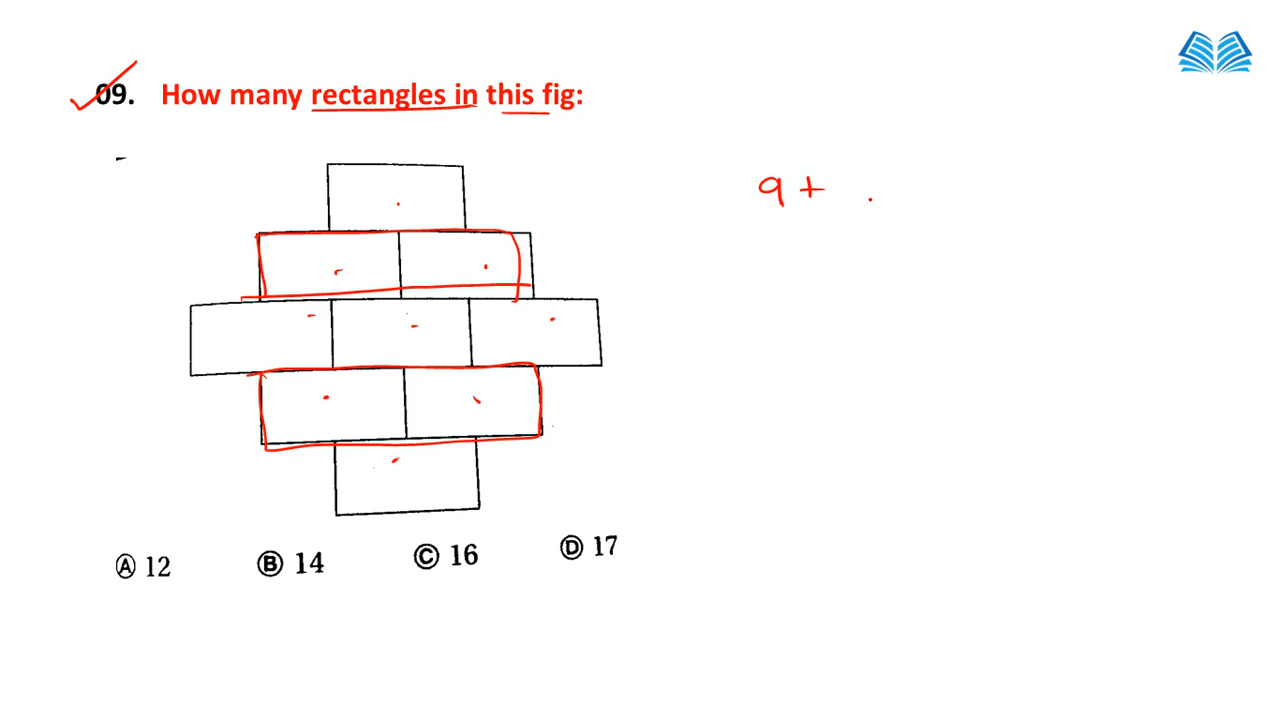 09. How many rectangles in this fig:
9 +
Ⓐ 12 Ⓑ 14 Ⓒ 16 Ⓓ 17